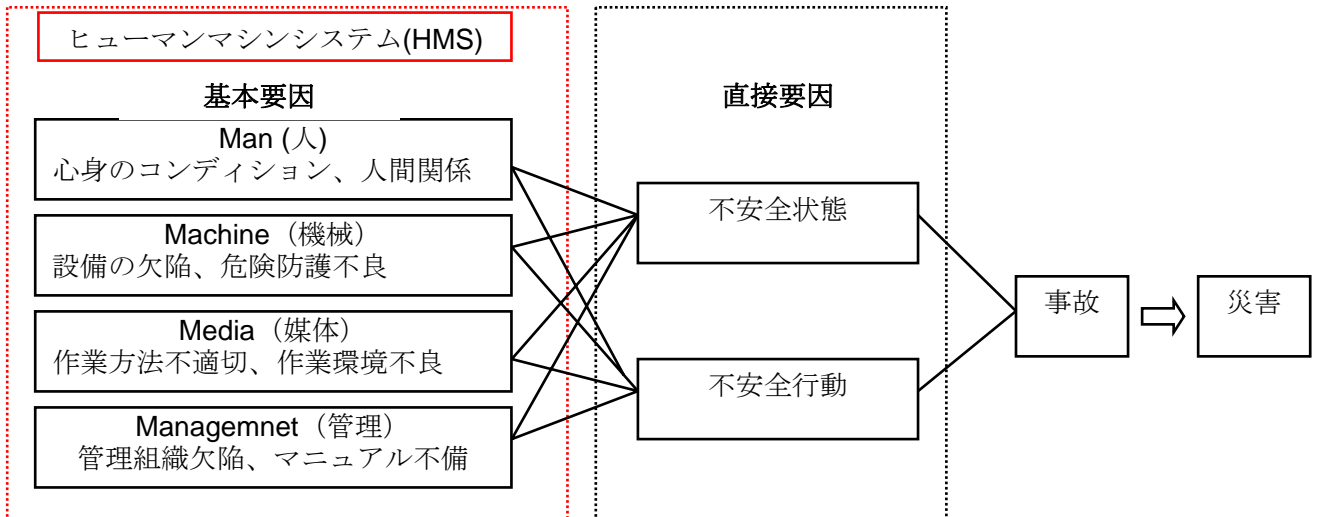 ヒューマンマシンシステム(HMS)
基本要因
Man (人)
心身のコンディション、人間関係
Machine（機械）
設備の欠陥、危険防護不良
Media（媒体）
作業方法不適切、作業環境不良
Managemnet（管理）
管理組織欠陥、マニュアル不備
直接要因
不安全状態
不安全行動
事故
災害